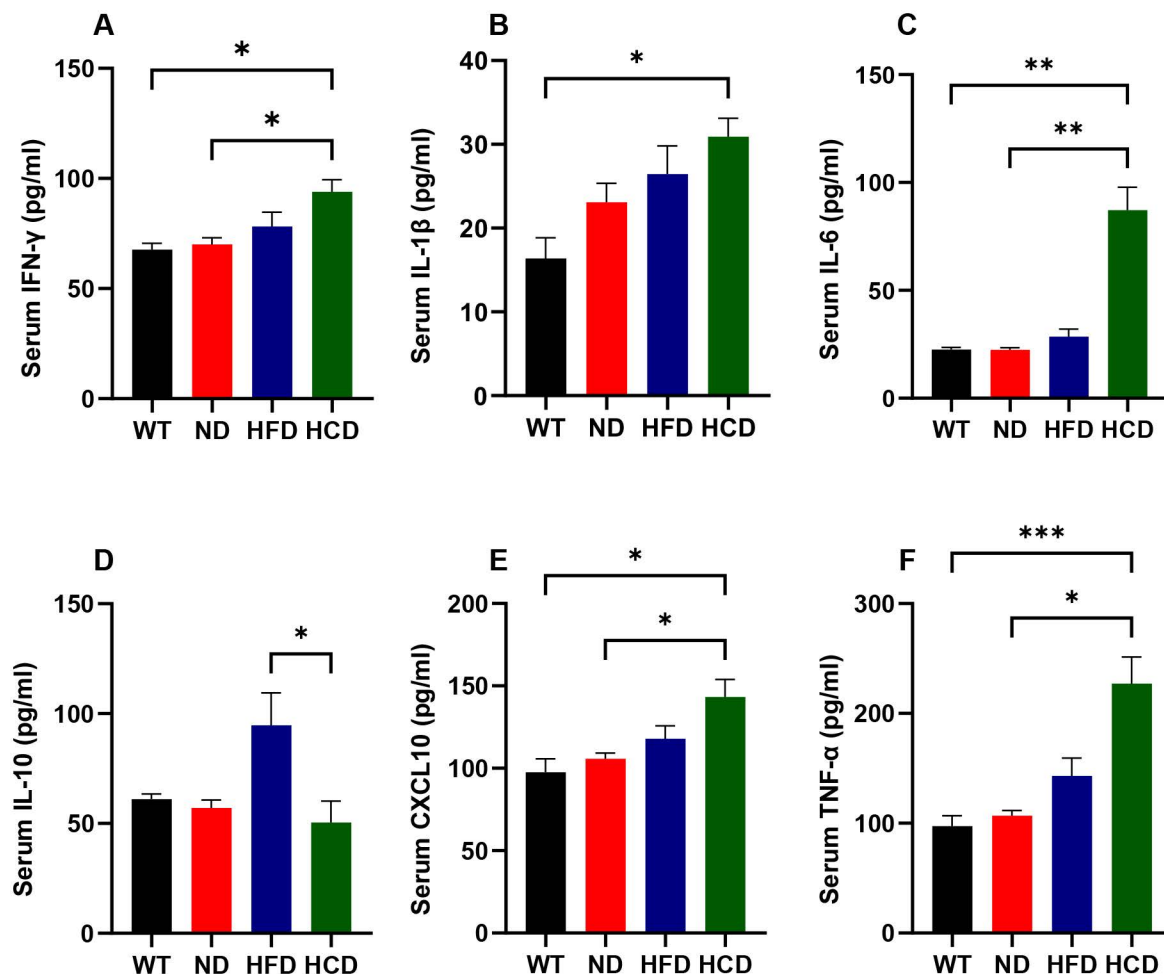 A
Serum IFN-γ (pg/ml)
150
100
50
0
*
*
WT ND HFD HCD
B
Serum IL-1β (pg/ml)
40
30
20
10
0
*
WT ND HFD HCD
C
Serum IL-6 (pg/ml)
150
100
50
0
**
**
WT ND HFD HCD
D
Serum IL-10 (pg/ml)
150
100
50
0
*
WT ND HFD HCD
E
Serum CXCL10 (pg/ml)
200
150
100
50
0
*
*
WT ND HFD HCD
F
Serum TNF-α (pg/ml)
300
200
100
0
***
*
WT ND HFD HCD